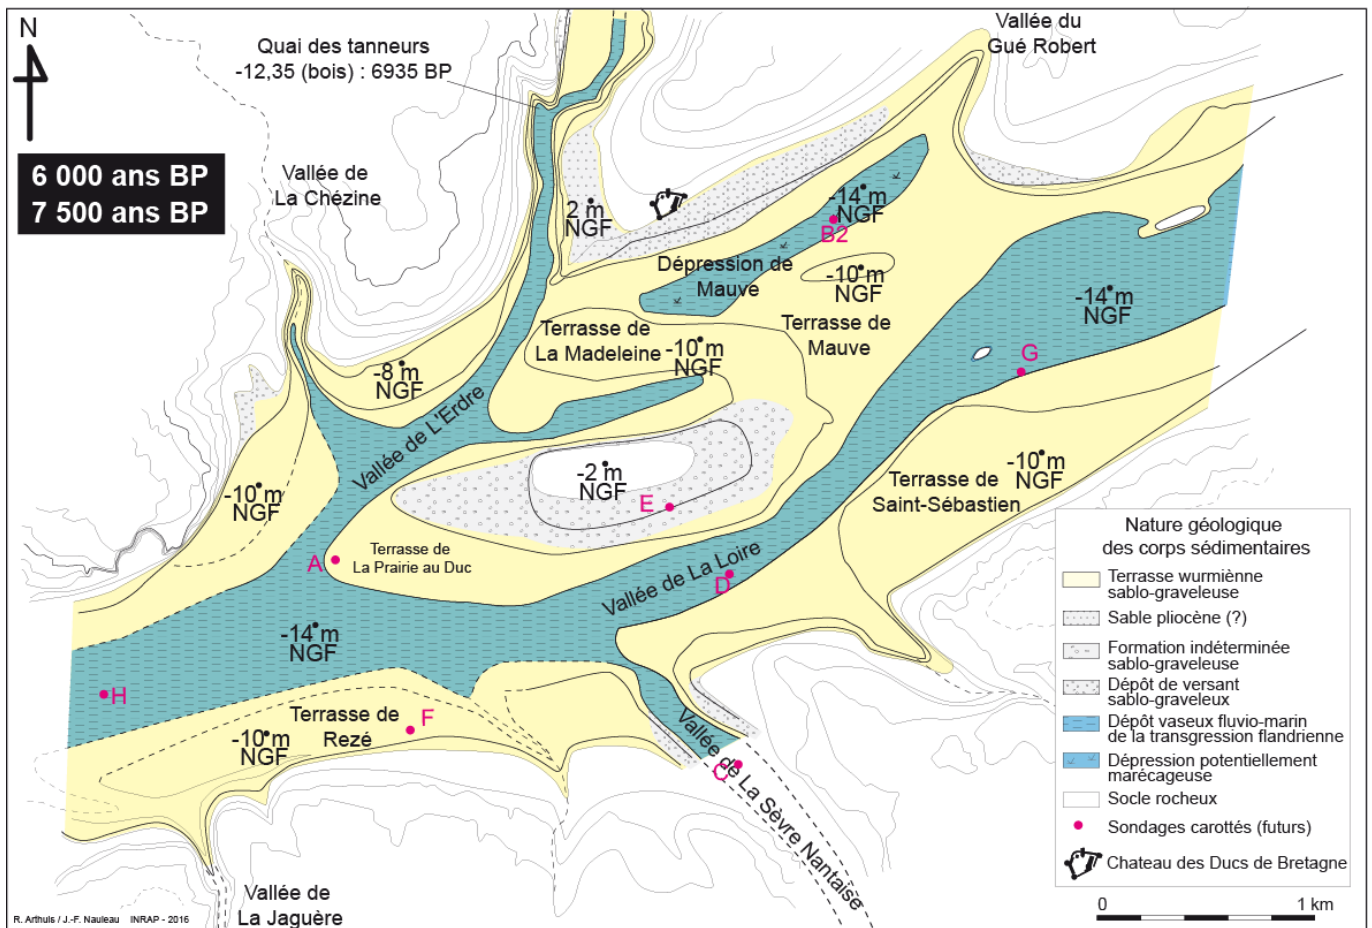 N
Quai des tanneurs
-12,35 (bois) : 6935 BP
Vallée du
Gué Robert
6 000 ans BP
7 500 ans BP
Vallée de
La Chézine
2 m
NGF
-14 m
NGF
B2
Dépression de
Mauve
-10 m
NGF
-14 m
NGF
Terrasse de
La Madeleine
-10 m
NGF
Terrasse de
Mauve
G
-8 m
NGF
Vallée de L'Erdre
-2 m
NGF
E
-10 m
NGF
Terrasse de
Saint-Sébastien
-10 m
NGF
A
Terrasse de
La Prairie au Duc
Vallée de La Loire
D
-14 m
NGF
H
Terrasse de
Rezé
F
-10 m
NGF
C
Vallée de La Sèvre Nantaise
Vallée de
La Jaguère
Nature géologique
des corps sédimentaires
Terrasse wurmiènne
sablo-graveleuse
Sable pliocène (?)
Formation indéterminée
sablo-graveleuse
Dépôt de versant
sablo-graveleux
Dépôt vaseux fluvio-marin
de la transgression flandrienne
Dépression potentiellement
marécageuse
Socle rocheux
Sondages carottés (futurs)
Chateau des Ducs de Bretagne
0 1 km
R. Arthuis / J.-F. Nauleau INRAP - 2016